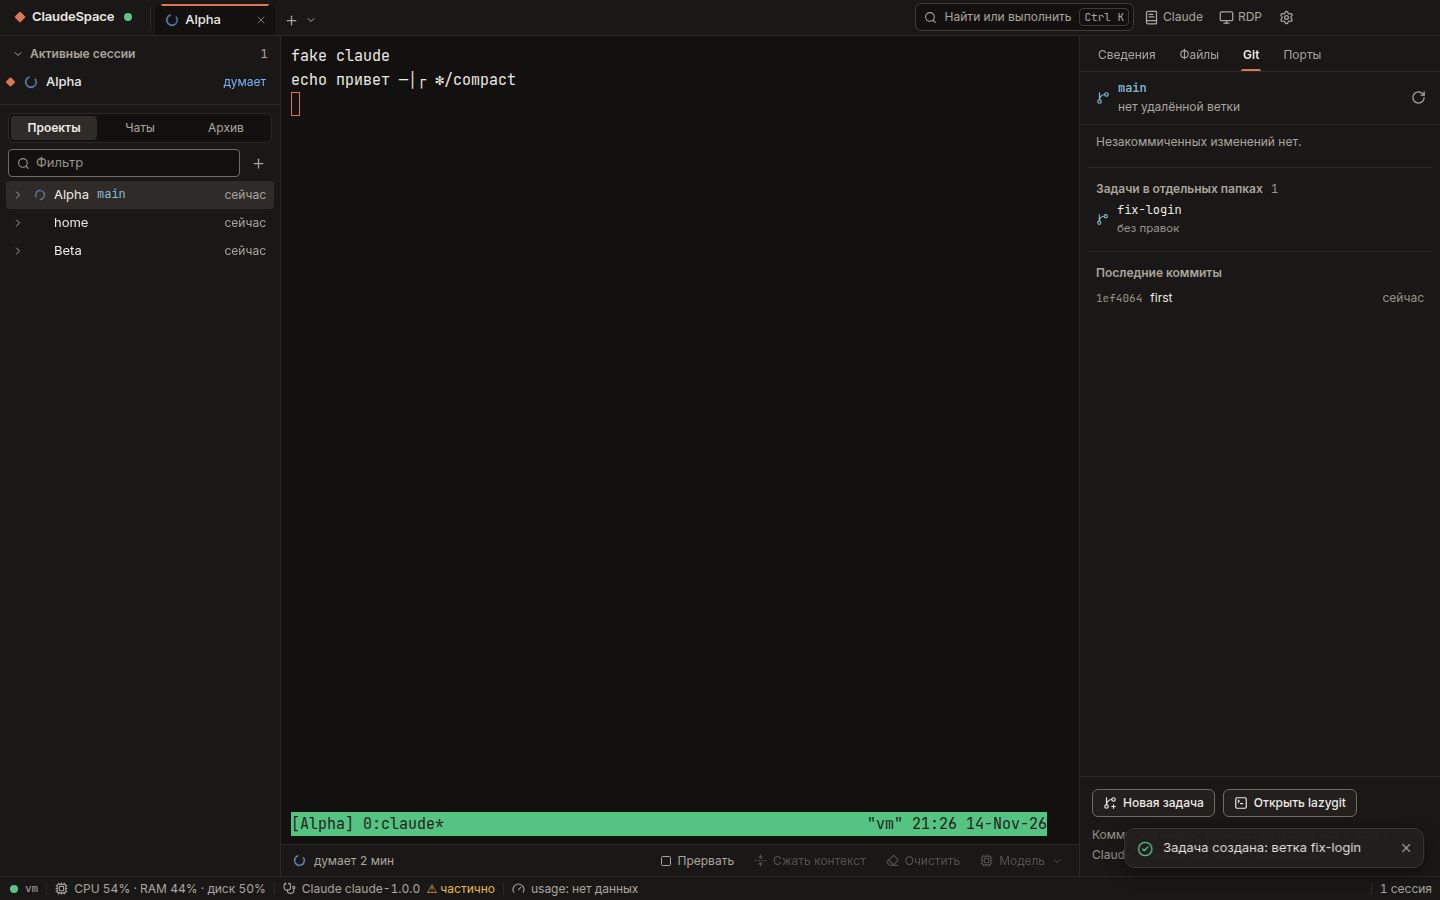 ClaudeSpace
Alpha
Найти или выполнить Ctrl K
Claude
RDP
Активные сессии 1
Alpha думает
Проекты Чаты Архив
Фильтр
Alpha main сейчас
home сейчас
Beta сейчас
fake claude
echo привет —│┌ ✻/compact
[Alpha] 0:claude* "vm" 21:26 14-Nov-26
думает 2 мин
Прервать
Сжать контекст
Очистить
Модель
Сведения Файлы Git Порты
main
нет удалённой ветки
Незакоммиченных изменений нет.
Задачи в отдельных папках 1
fix-login
без правок
Последние коммиты
1ef4064 first сейчас
Новая задача
Открыть lazygit
Комм
Claud
Задача создана: ветка fix-login
vm
CPU 54% · RAM 44% · диск 50%
Claude claude-1.0.0 ⚠ частично
usage: нет данных
1 сессия